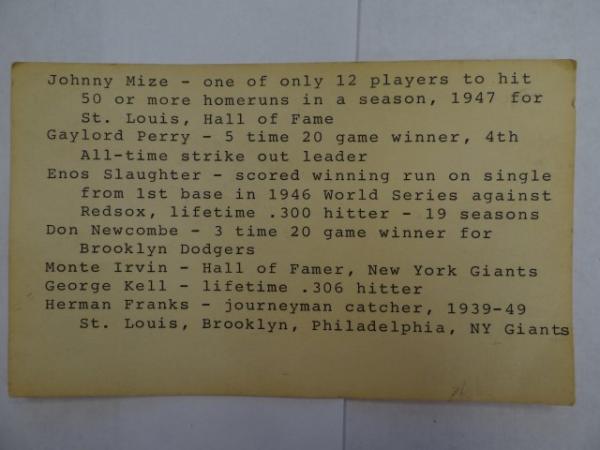 Johnny Mize - one of only 12 players to hit
50 or more homeruns in a season, 1947 for
St. Louis, Hall of Fame
Gaylord Perry - 5 time 20 game winner, 4th
All-time strike out leader
Enos Slaughter - scored winning run on single
from 1st base in 1946 World Series against
Redsox, lifetime .300 hitter - 19 seasons
Don Newcombe - 3 time 20 game winner for
Brooklyn Dodgers
Monte Irvin - Hall of Famer, New York Giants
George Kell - lifetime .306 hitter
Herman Franks - journeyman catcher, 1939-49
St. Louis, Brooklyn, Philadelphia, NY Giants